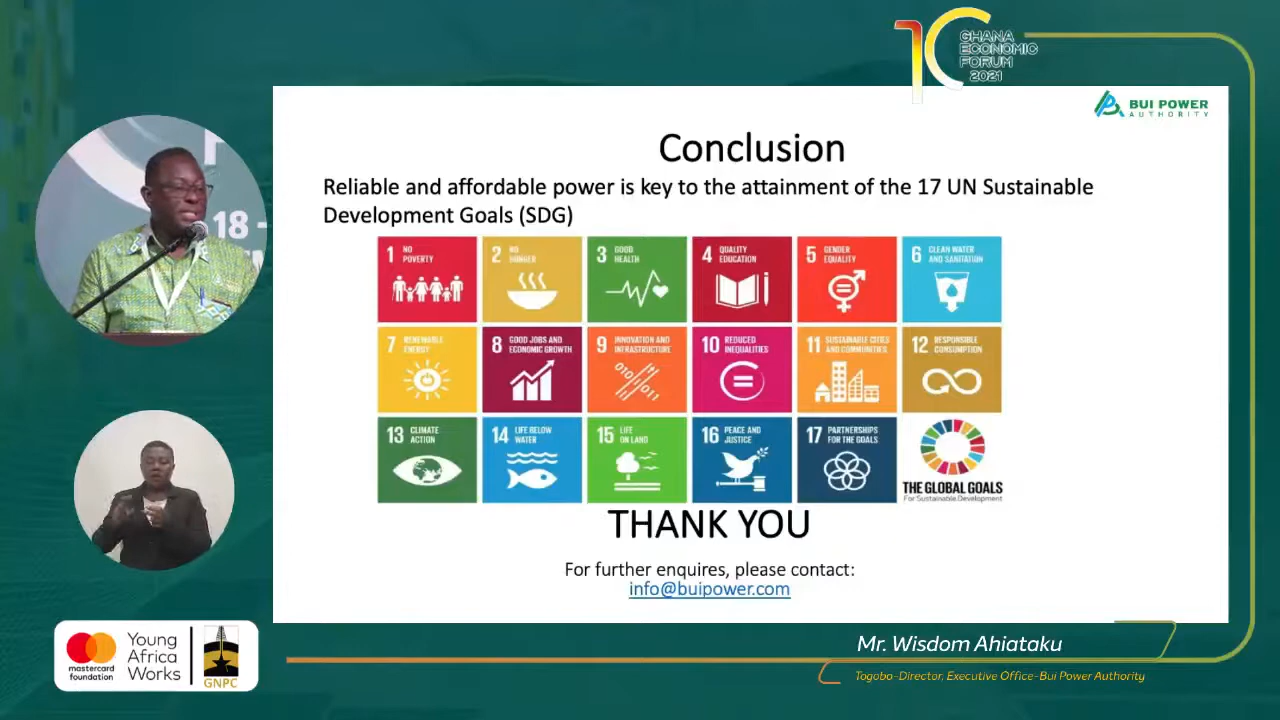 GHANA
ECONOMIC
FORUM
2021
BUI POWER
AUTHORITY
Conclusion
Reliable and affordable power is key to the attainment of the 17 UN Sustainable
Development Goals (SDG)
1 NO
POVERTY
2 NO
HUNGER
3 GOOD
HEALTH
4 QUALITY
EDUCATION
5 GENDER
EQUALITY
6 CLEAN WATER
AND SANITATION
7 RENEWABLE
ENERGY
8 GOOD JOBS AND
ECONOMIC GROWTH
9 INNOVATION AND
INFRASTRUCTURE
10 REDUCED
INEQUALITIES
11 SUSTAINABLE CITIES
AND COMMUNITIES
12 RESPONSIBLE
CONSUMPTION
13 CLIMATE
ACTION
14 LIFE BELOW
WATER
15 LIFE
ON LAND
16 PEACE AND
JUSTICE
17 PARTNERSHIPS
FOR THE GOALS
THE GLOBAL GOALS
For Sustainable Development
THANK YOU
For further enquires, please contact:
info@buipower.com
18 -
mastercard
foundation
Young
Africa
Works
GNPC
Mr. Wisdom Ahiataku
Togobo-Director, Executive Office-Bui Power Authority